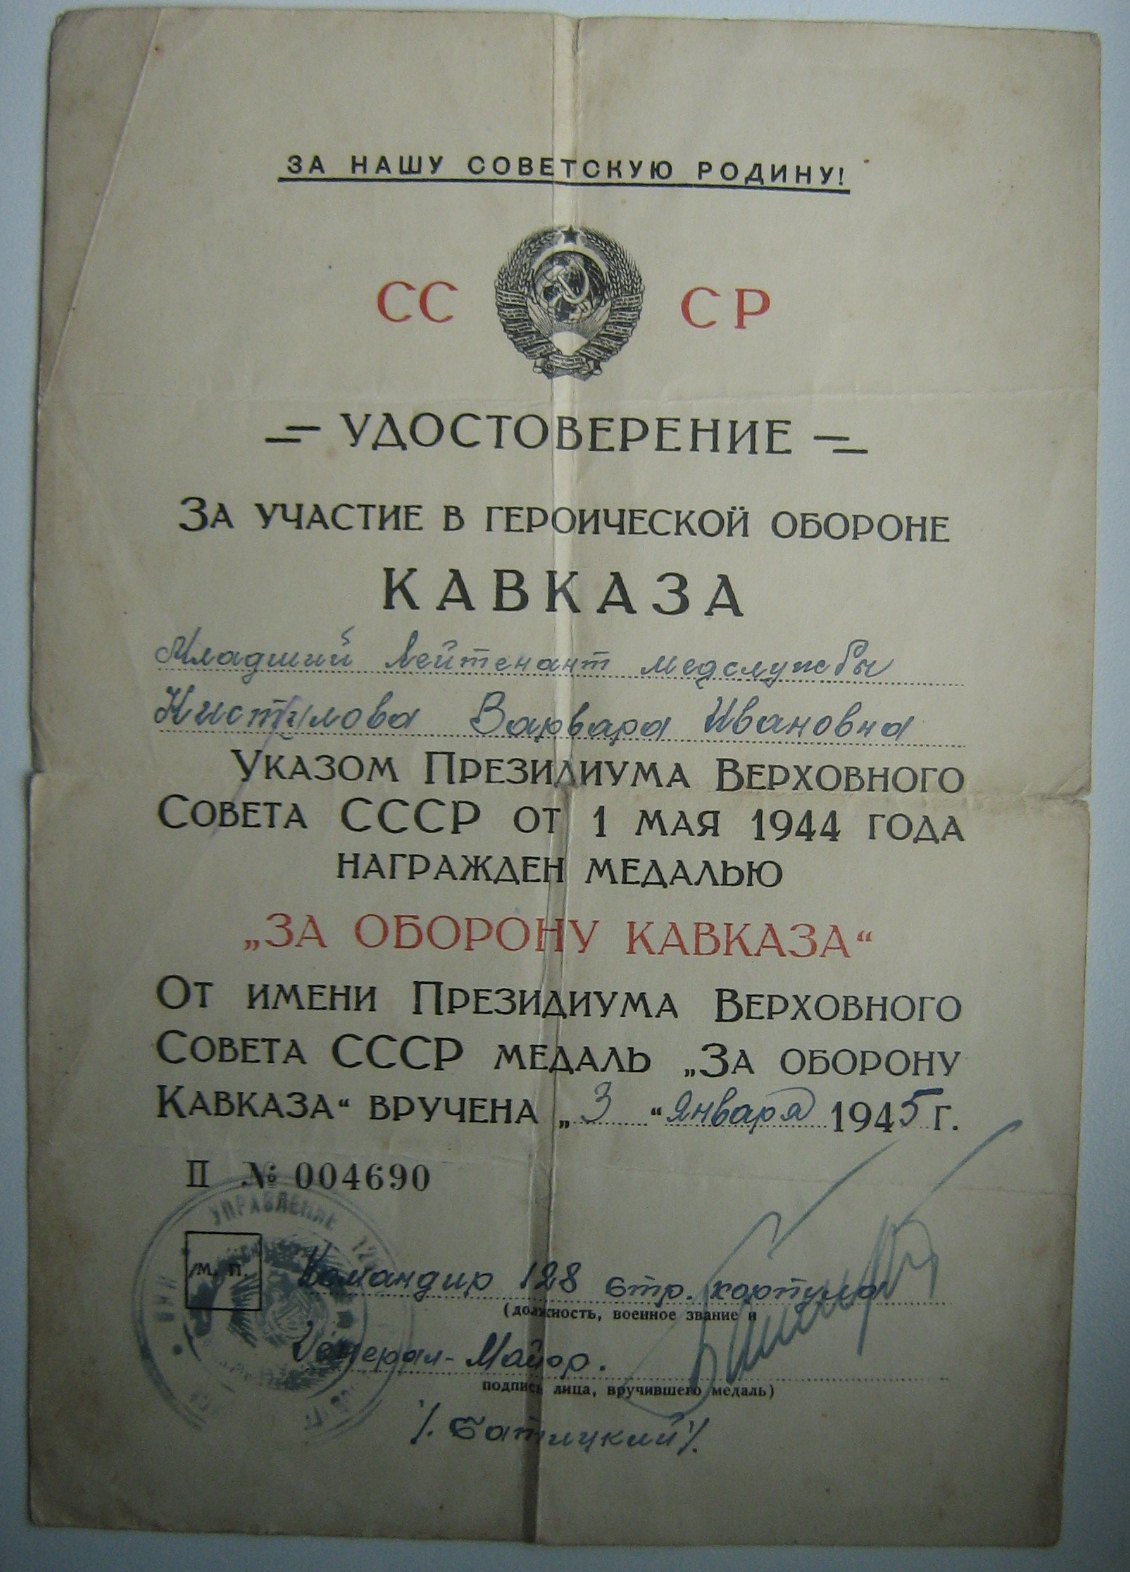 ЗА НАШУ СОВЕТСКУЮ РОДИНУ!
СС СР
УДОСТОВЕРЕНИЕ
ЗА УЧАСТИЕ В ГЕРОИЧЕСКОЙ ОБОРОНЕ
КАВКАЗА
Младший Лейтенант медслужбы
Варвара Ивановна
УКАЗОМ ПРЕЗИДИУМА ВЕРХОВНОГО
СОВЕТА СССР ОТ 1 МАЯ 1944 ГОДА
НАГРАЖДЕН МЕДАЛЬЮ
„ЗА ОБОРОНУ КАВКАЗА“
ОТ ИМЕНИ ПРЕЗИДИУМА ВЕРХОВНОГО
СОВЕТА СССР МЕДАЛЬ „ЗА ОБОРОНУ
КАВКАЗА“ ВРУЧЕНА „3“ Января 1945 г.
II № 004690
УПРАВЛЕНИЕ
М. П.
Командир 128 стр. корпуса
(должность, военное звание и
Генерал-Майор.
подпись лица, вручившего медаль)
/. Батицкий /.